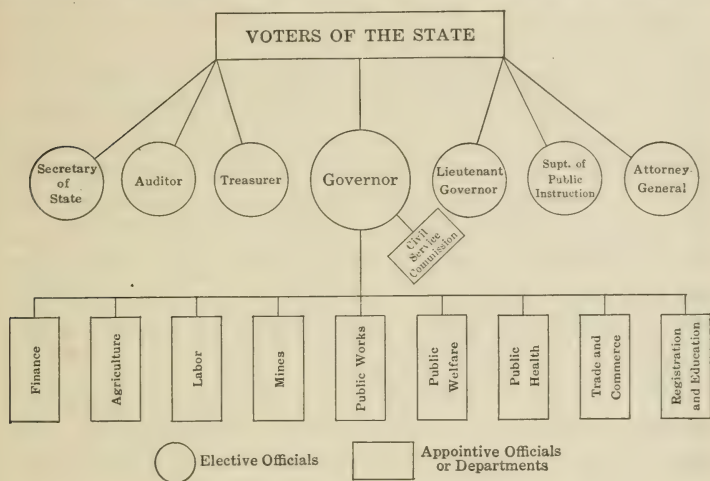 VOTERS OF THE STATE
Secretary
of
State
Auditor
Treasurer
Governor
Lieutenant
Governor
Supt. of
Public
Instruction
Attorney-
General
Civil
Service
Commission
Finance
Agriculture
Labor
Mines
Public Works
Public
Welfare
Public
Health
Trade and
Commerce
Registration
and Education
Elective Officials
Appointive Officials
or Departments